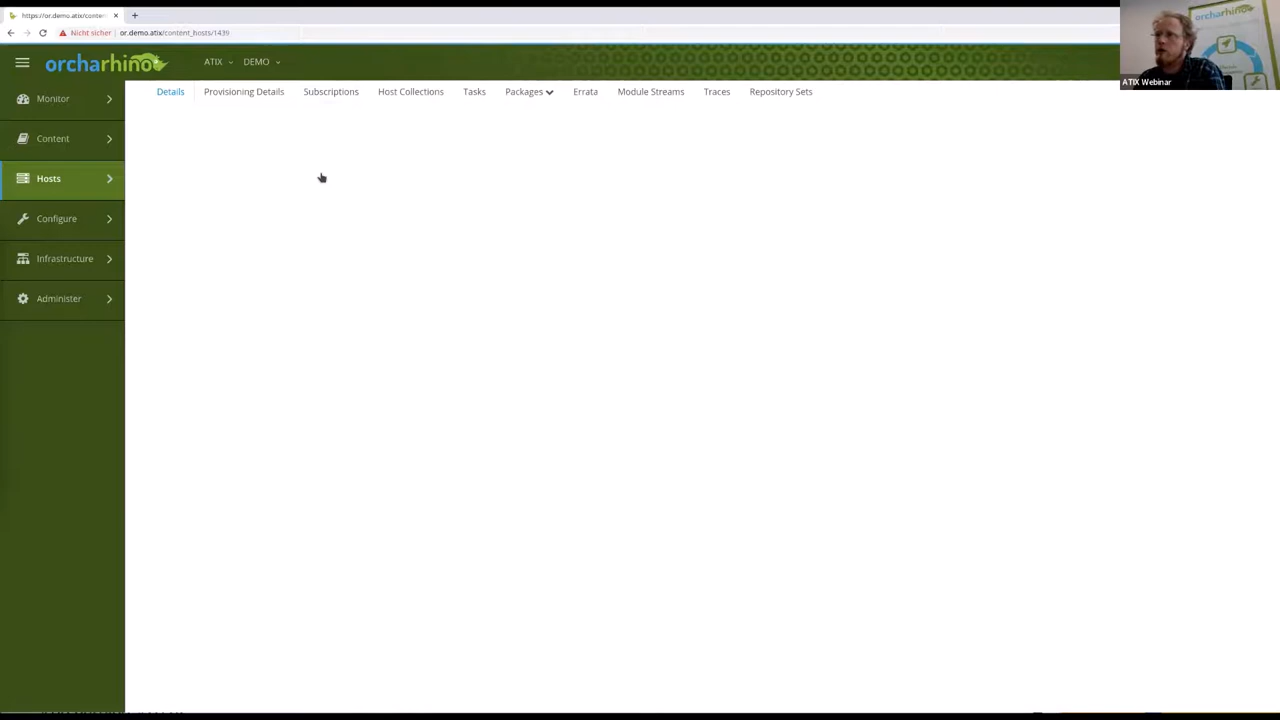 https://or.demo.atix/conten
Nicht sicher or.demo.atix/content_hosts/1439
orcharhino
ATIX DEMO
orcharhino
ATIX Webinar
Details Provisioning Details Subscriptions Host Collections Tasks Packages Errata Module Streams Traces Repository Sets
Monitor
Content
Hosts
Configure
Infrastructure
Administer